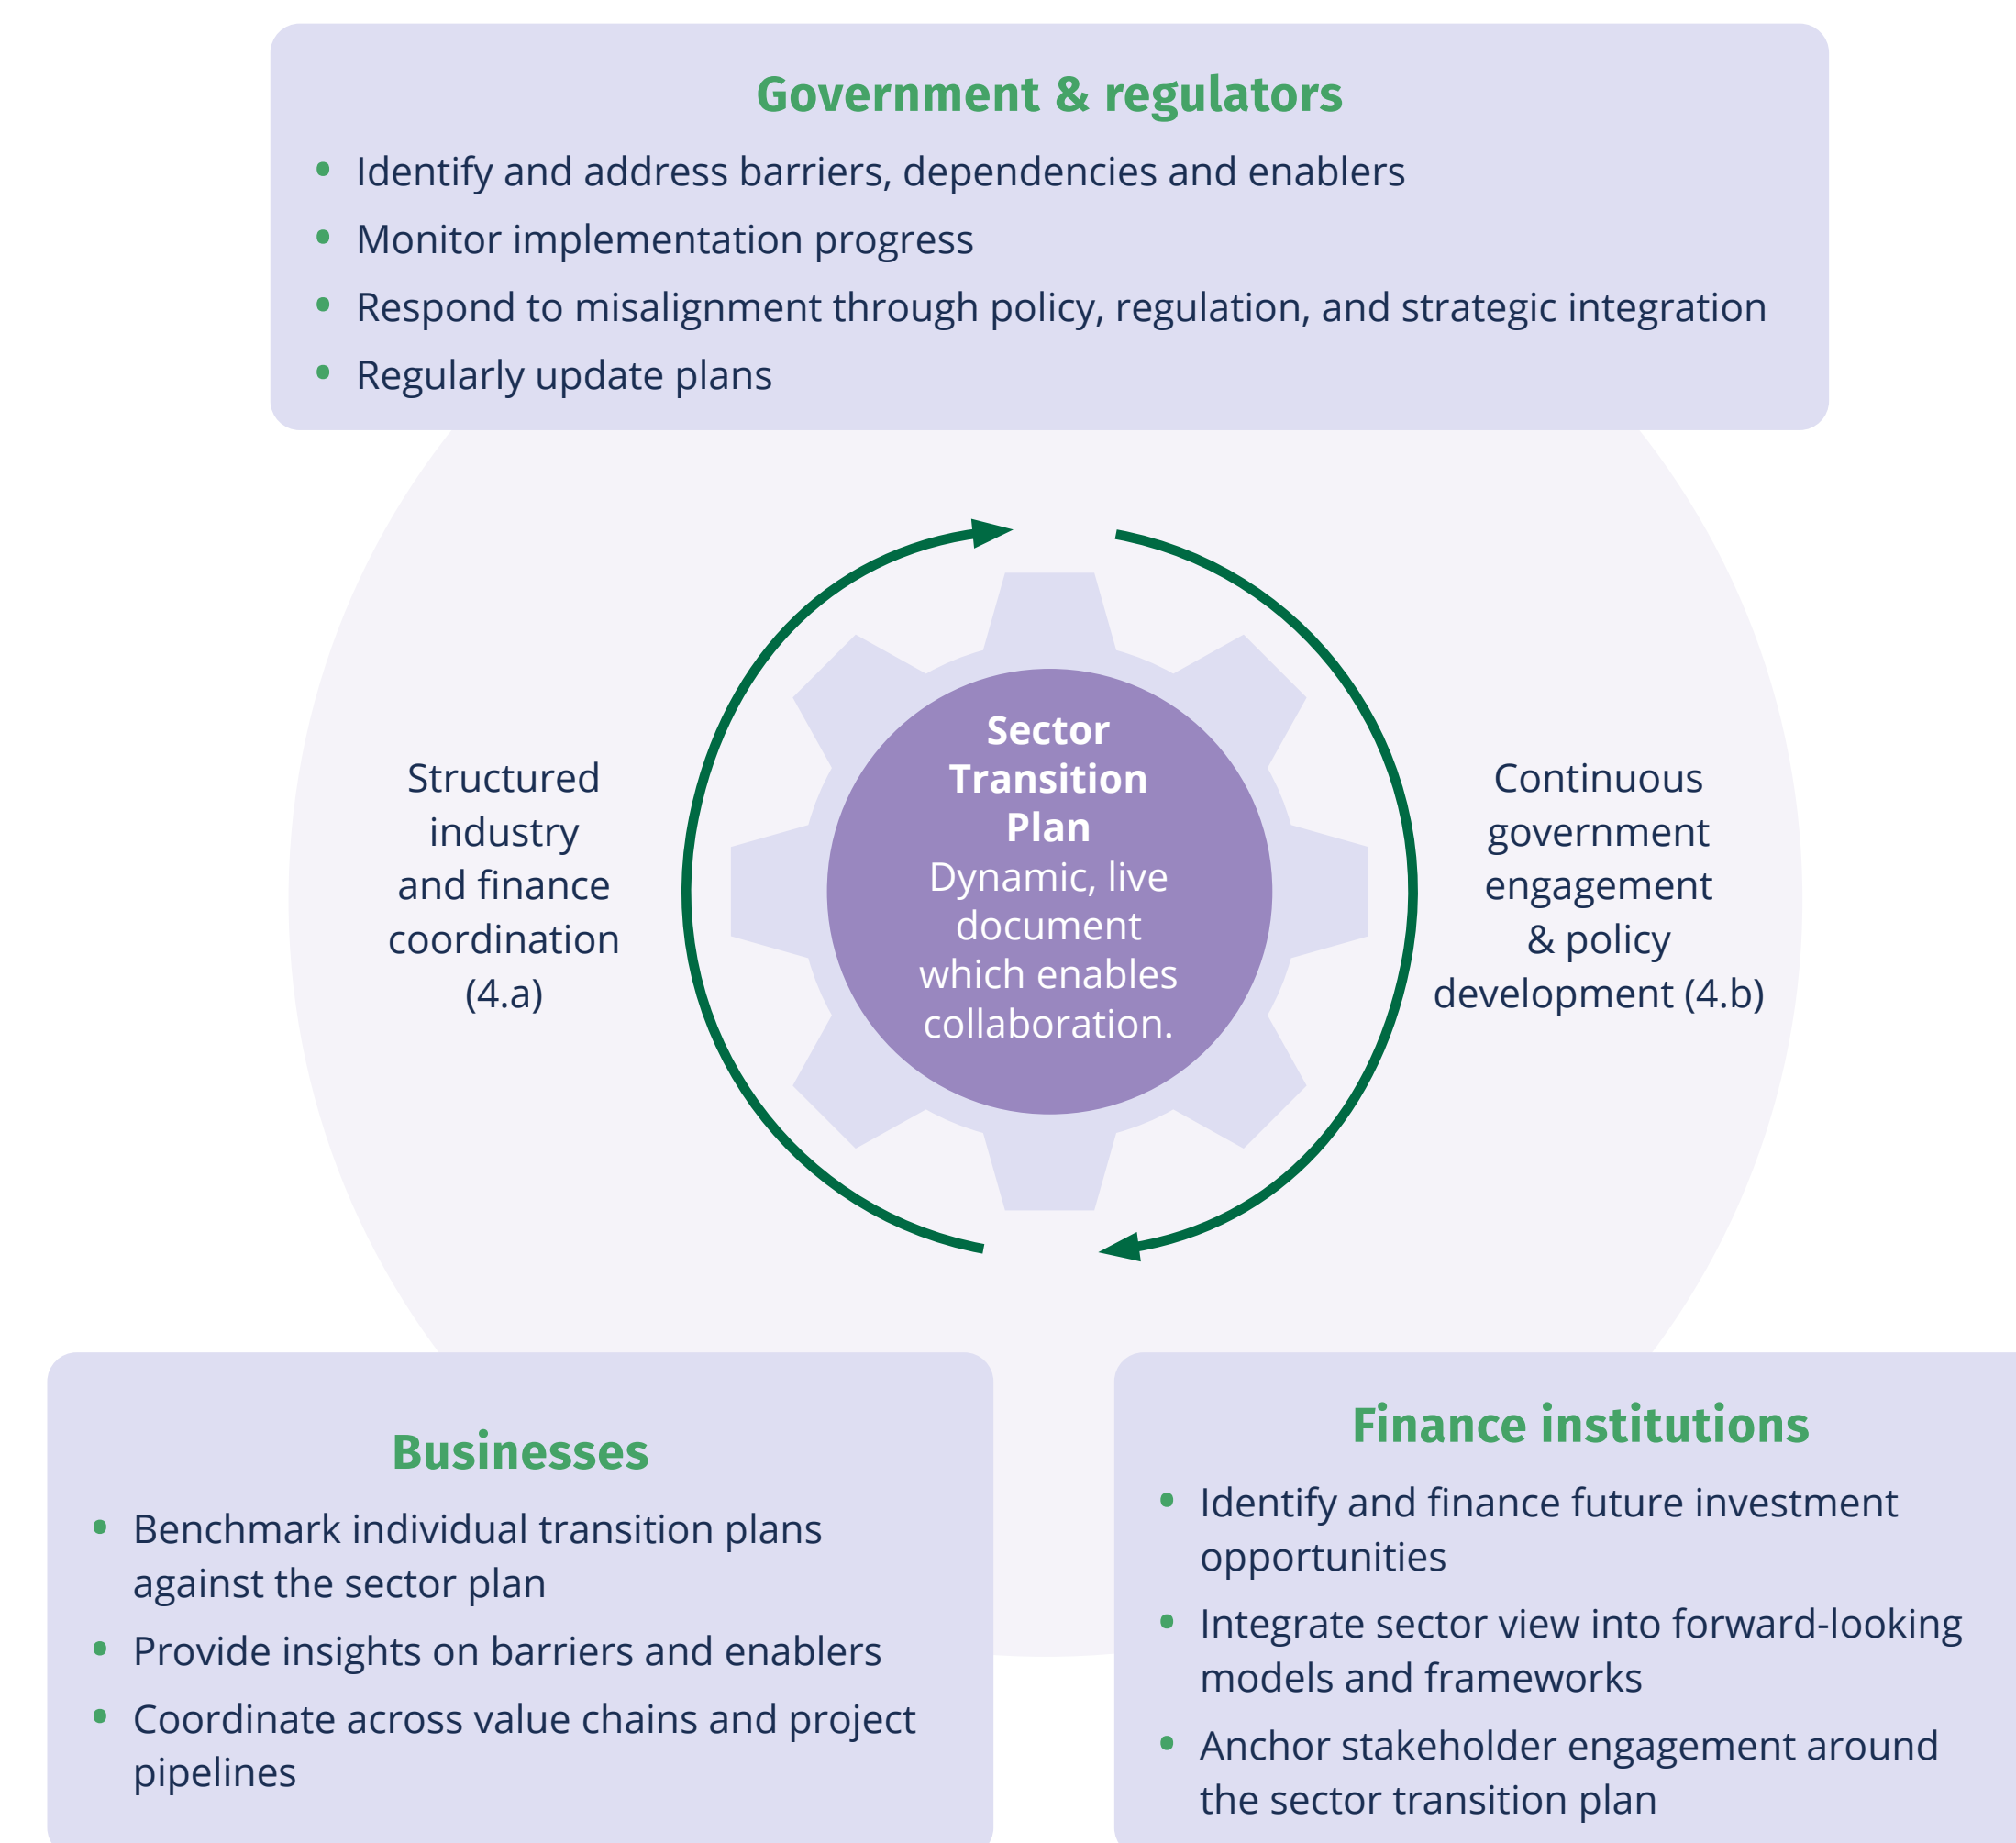 Government & regulators
• Identify and address barriers, dependencies and enablers
• Monitor implementation progress
• Respond to misalignment through policy, regulation, and strategic integration
• Regularly update plans
Structured
industry
and finance
coordination
(4.a)
Sector
Transition
Plan
Dynamic, live
document
which enables
collaboration.
Continuous
government
engagement
& policy
development (4.b)
Businesses
• Benchmark individual transition plans
against the sector plan
• Provide insights on barriers and enablers
• Coordinate across value chains and project
pipelines
Finance institutions
• Identify and finance future investment
opportunities
• Integrate sector view into forward-looking
models and frameworks
• Anchor stakeholder engagement around
the sector transition plan